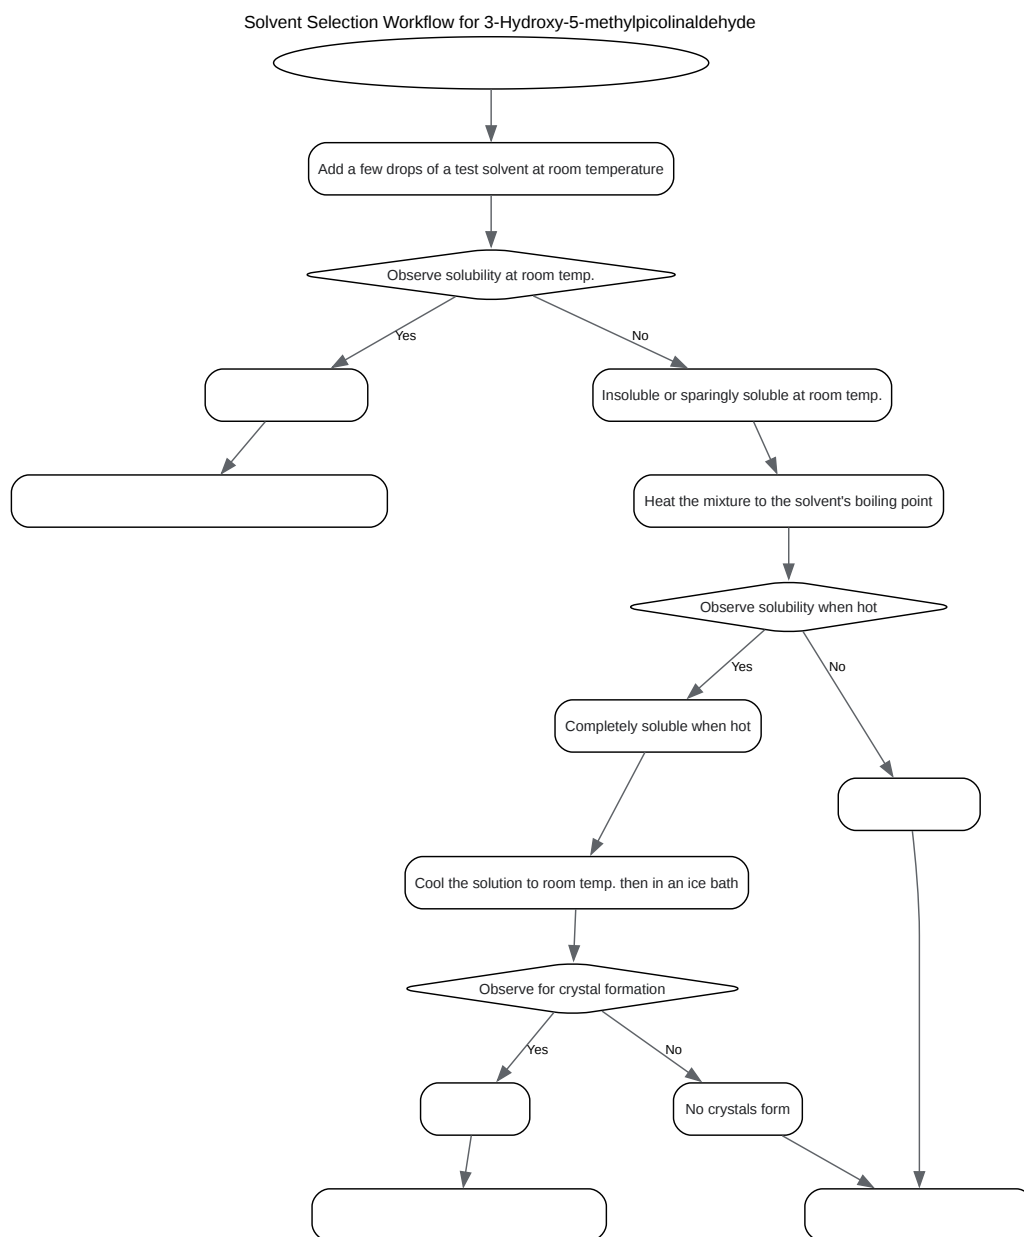 Solvent Selection Workflow for 3-Hydroxy-5-methylpicolinaldehyde
Add a few drops of a test solvent at room temperature
Observe solubility at room temp.
Yes
No
Insoluble or sparingly soluble at room temp.
Heat the mixture to the solvent's boiling point
Observe solubility when hot
Yes
No
Completely soluble when hot
Cool the solution to room temp. then in an ice bath
Observe for crystal formation
Yes
No
No crystals form